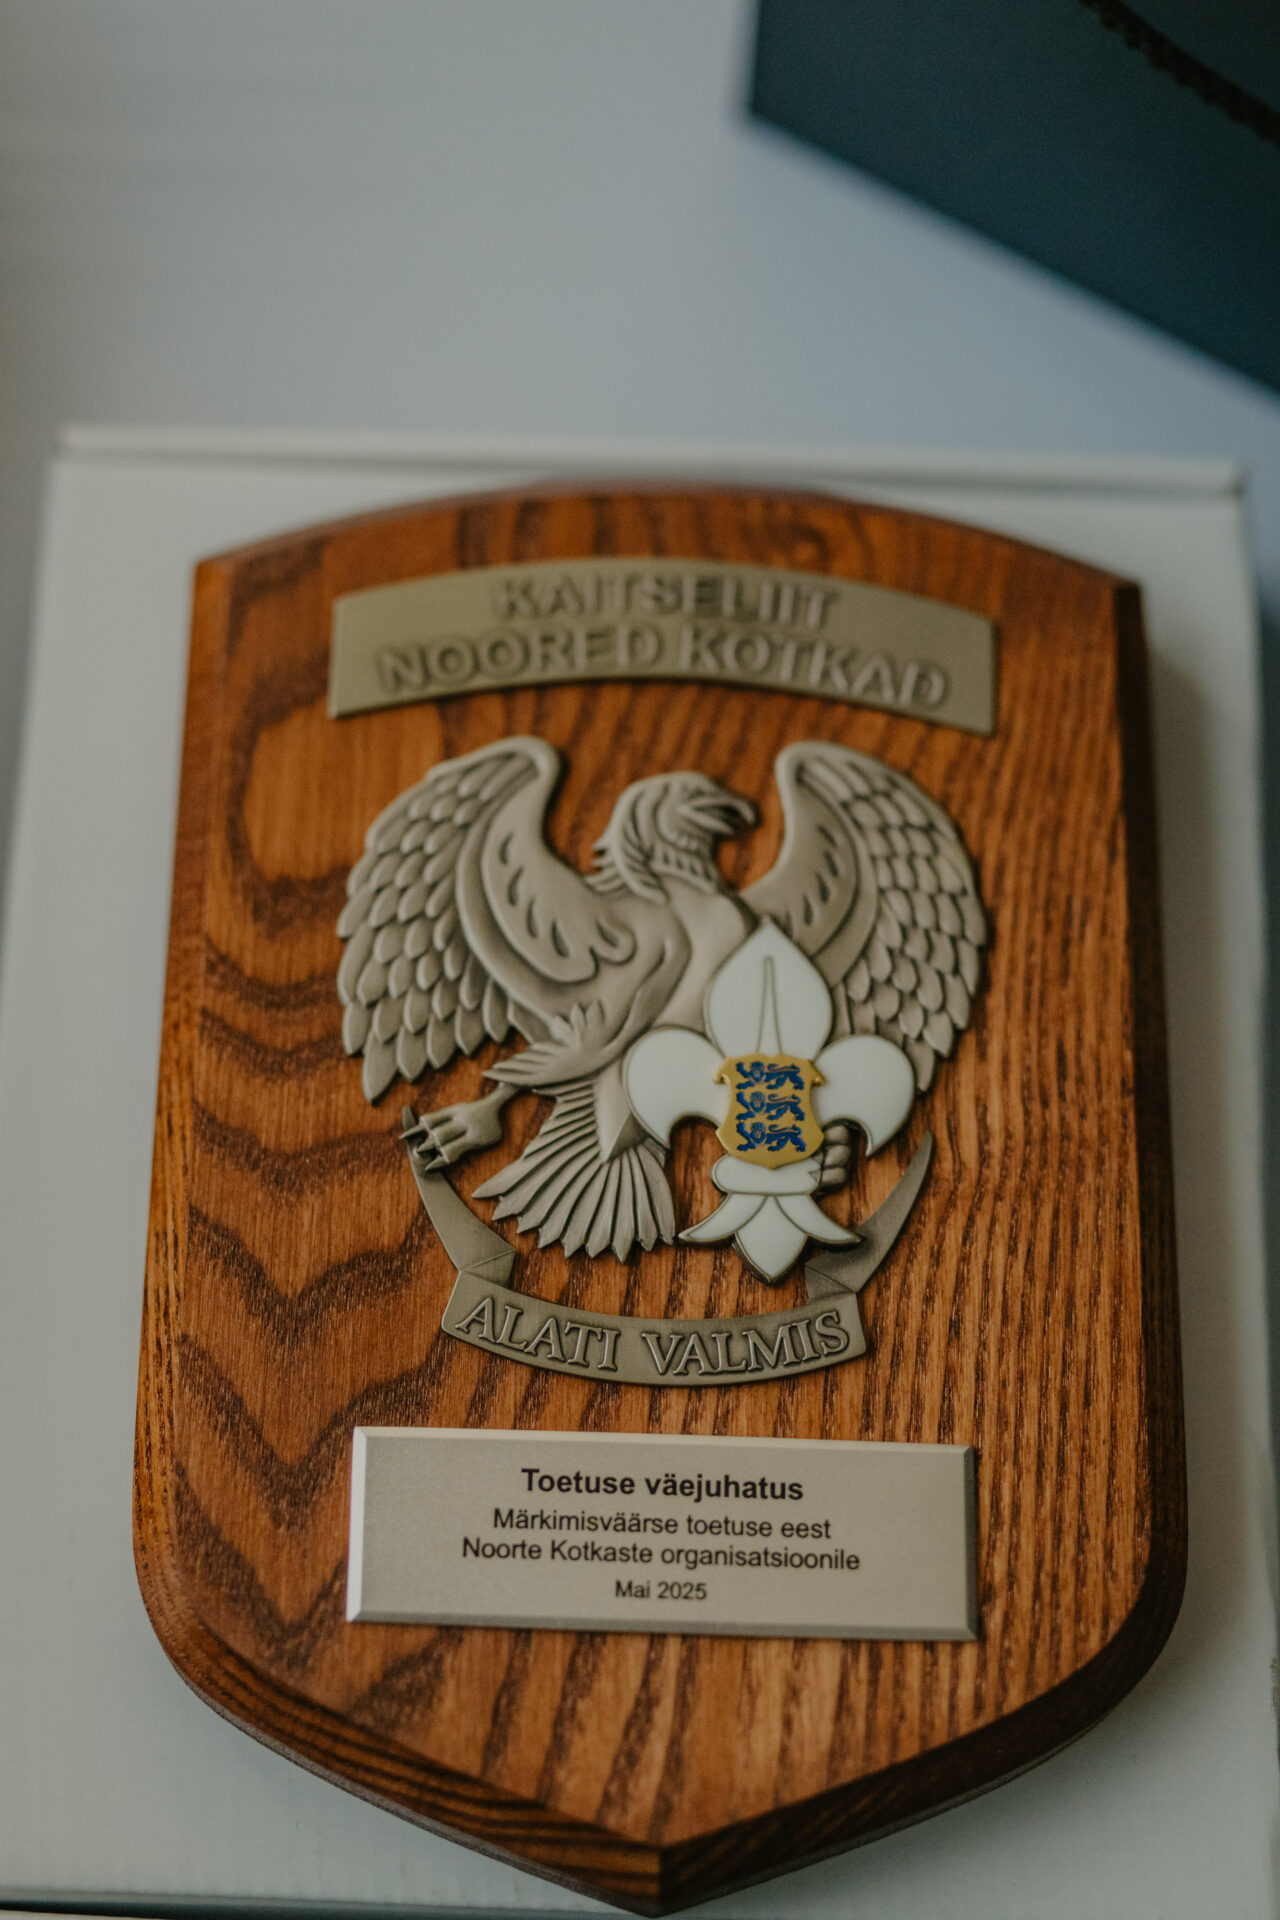 KAITSELIIT
NOORED KOTKAD
ALATI VALMIS
Toetuse väejuhatus
Märkimisväärse toetuse eest
Noorte Kotkaste organisatsioonile
Mai 2025